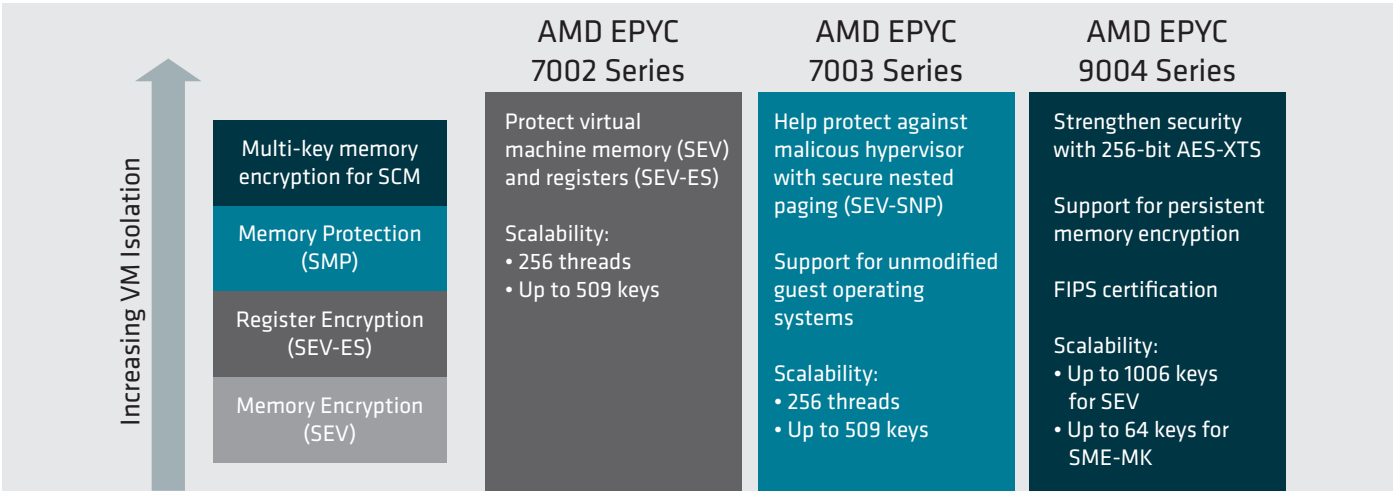 Increasing VM Isolation
Multi-key memory
encryption for SCM
Memory Protection
(SMP)
Register Encryption
(SEV-ES)
Memory Encryption
(SEV)
AMD EPYC
7002 Series
Protect virtual
machine memory (SEV)
and registers (SEV-ES)
Scalability:
• 256 threads
• Up to 509 keys
AMD EPYC
7003 Series
Help protect against
malicous hypervisor
with secure nested
paging (SEV-SNP)
Support for unmodified
guest operating
systems
Scalability:
• 256 threads
• Up to 509 keys
AMD EPYC
9004 Series
Strengthen security
with 256-bit AES-XTS
Support for persistent
memory encryption
FIPS certification
Scalability:
• Up to 1006 keys
for SEV
• Up to 64 keys for
SME-MK